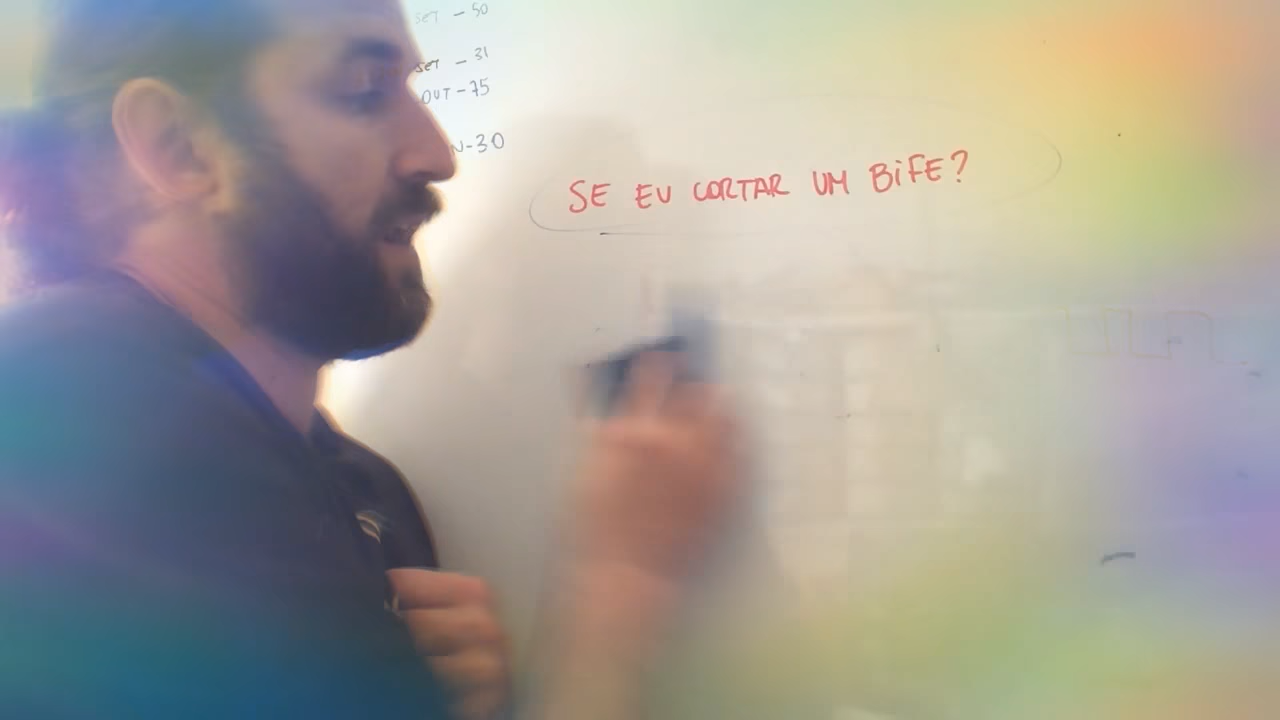 SET - 50
SET - 31
OUT - 75
N - 30
SE EU CORTAR UM BIFE?